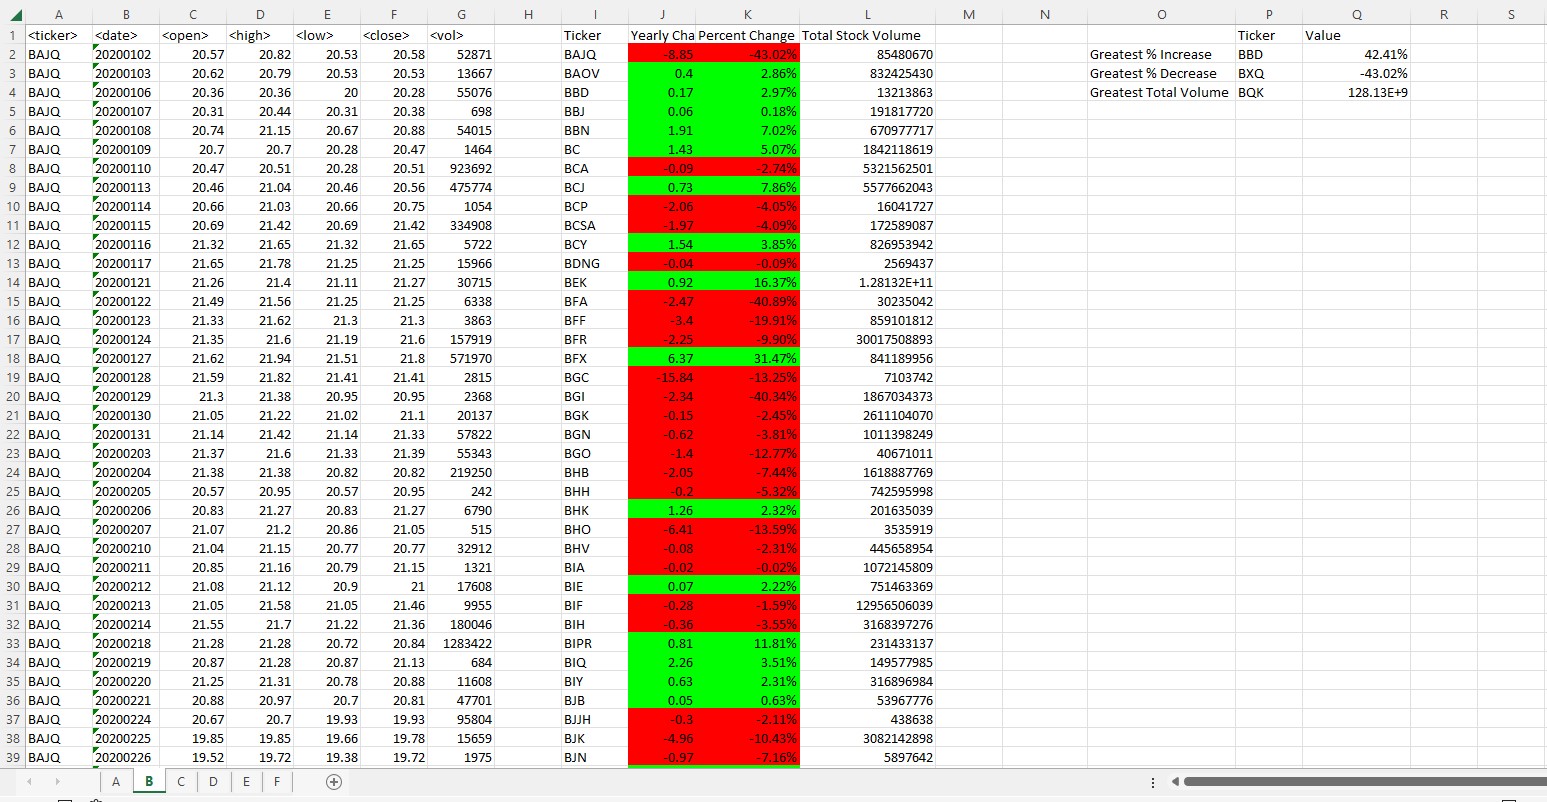 A B C D E F G H I J K L M N O P Q R S
1 <ticker> <date> <open> <high> <low> <close> <vol> Ticker Yearly Cha Percent Change Total Stock Volume Ticker Value
2 BAJQ 20200102 20.57 20.82 20.53 20.58 52871 BAJQ -8.85 -43.02% 85480670 Greatest % Increase BBD 42.41%
3 BAJQ 20200103 20.62 20.79 20.53 20.53 13667 BAOV 0.4 2.86% 832425430 Greatest % Decrease BXQ -43.02%
4 BAJQ 20200106 20.36 20.36 20 20.28 55076 BBD 0.17 2.97% 13213863 Greatest Total Volume BQK 128.13E+9
5 BAJQ 20200107 20.31 20.44 20.31 20.38 698 BBJ 0.06 0.18% 191817720
6 BAJQ 20200108 20.74 21.15 20.67 20.88 54015 BBN 1.91 7.02% 670977717
7 BAJQ 20200109 20.7 20.7 20.28 20.47 1464 BC 1.43 5.07% 1842118619
8 BAJQ 20200110 20.47 20.51 20.28 20.51 923692 BCA -0.09 -2.74% 5321562501
9 BAJQ 20200113 20.46 21.04 20.46 20.56 475774 BCJ 0.73 7.86% 5577662043
10 BAJQ 20200114 20.66 21.03 20.66 20.75 1054 BCP -2.06 -4.05% 16041727
11 BAJQ 20200115 20.69 21.42 20.69 21.42 334908 BCSA -1.97 -4.09% 172589087
12 BAJQ 20200116 21.32 21.65 21.32 21.65 5722 BCY 1.54 3.85% 826953942
13 BAJQ 20200117 21.65 21.78 21.25 21.25 15966 BDNG -0.04 -0.09% 2569437
14 BAJQ 20200121 21.26 21.4 21.11 21.27 30715 BEK 0.92 16.37% 1.28132E+11
15 BAJQ 20200122 21.49 21.56 21.25 21.25 6338 BFA -2.47 -40.89% 30235042
16 BAJQ 20200123 21.33 21.62 21.3 21.3 3863 BFF -3.4 -19.91% 859101812
17 BAJQ 20200124 21.35 21.6 21.19 21.6 157919 BFR -2.25 -9.90% 30017508893
18 BAJQ 20200127 21.62 21.94 21.51 21.8 571970 BFX 6.37 31.47% 841189956
19 BAJQ 20200128 21.59 21.82 21.41 21.41 2815 BGC -15.84 -13.25% 7103742
20 BAJQ 20200129 21.3 21.38 20.95 20.95 2368 BGI -2.34 -40.34% 1867034373
21 BAJQ 20200130 21.05 21.22 21.02 21.1 20137 BGK -0.15 -2.45% 2611104070
22 BAJQ 20200131 21.14 21.42 21.14 21.33 57822 BGN -0.62 -3.81% 1011398249
23 BAJQ 20200203 21.37 21.6 21.33 21.39 55343 BGO -1.4 -12.77% 40671011
24 BAJQ 20200204 21.38 21.38 20.82 20.82 219250 BHB -2.05 -7.44% 1618887769
25 BAJQ 20200205 20.57 20.95 20.57 20.95 242 BHH -0.2 -5.32% 742595998
26 BAJQ 20200206 20.83 21.27 20.83 21.27 6790 BHK 1.26 2.32% 201635039
27 BAJQ 20200207 21.07 21.2 20.86 21.05 515 BHO -6.41 -13.59% 3535919
28 BAJQ 20200210 21.04 21.15 20.77 20.77 32912 BHV -0.08 -2.31% 445658954
29 BAJQ 20200211 20.85 21.16 20.79 21.15 1321 BIA -0.02 -0.02% 1072145809
30 BAJQ 20200212 21.08 21.12 20.9 21 17608 BIE 0.07 2.22% 751463369
31 BAJQ 20200213 21.05 21.58 21.05 21.46 9955 BIF -0.28 -1.59% 12956506039
32 BAJQ 20200214 21.55 21.7 21.22 21.36 180046 BIH -0.36 -3.55% 3168397276
33 BAJQ 20200218 21.28 21.28 20.72 20.84 1283422 BIPR 0.81 11.81% 231433137
34 BAJQ 20200219 20.87 21.28 20.87 21.13 684 BIQ 2.26 3.51% 149577985
35 BAJQ 20200220 21.25 21.31 20.78 20.88 11608 BIY 0.63 2.31% 316896984
36 BAJQ 20200221 20.88 20.97 20.7 20.81 47701 BJB 0.05 0.63% 53967776
37 BAJQ 20200224 20.67 20.7 19.93 19.93 95804 BJJH -0.3 -2.11% 438638
38 BAJQ 20200225 19.85 19.85 19.66 19.78 15659 BJK -4.96 -10.43% 3082142898
39 BAJQ 20200226 19.52 19.72 19.38 19.72 1975 BJN -0.97 -7.16% 5897642
A B C D E F